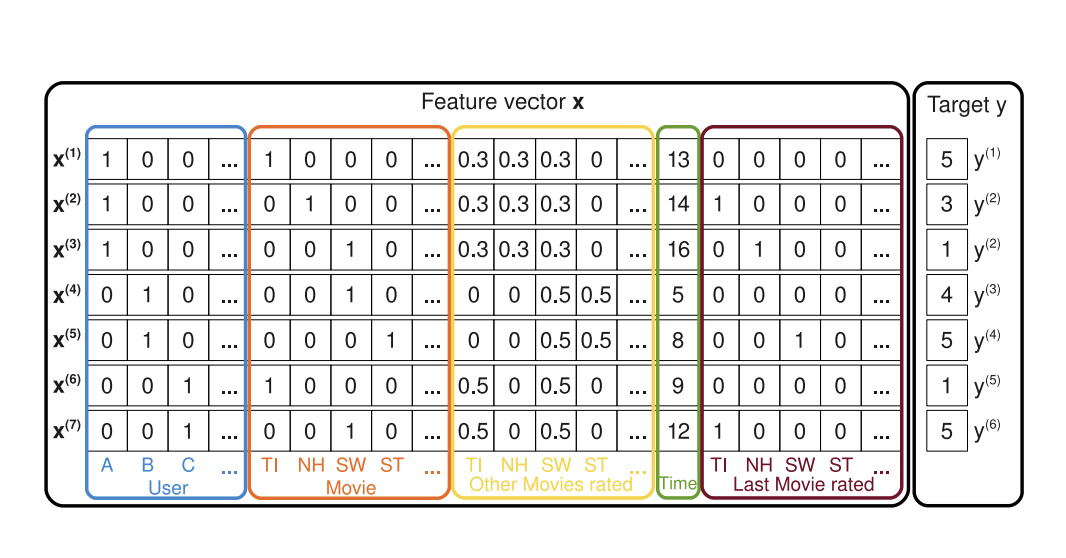 Feature vector x Target y
x(1) 1 0 0 ... 1 0 0 0 ... 0.3 0.3 0.3 0 ... 13 0 0 0 0 ... 5 y(1)
x(2) 1 0 0 ... 0 1 0 0 ... 0.3 0.3 0.3 0 ... 14 1 0 0 0 ... 3 y(2)
x(3) 1 0 0 ... 0 0 1 0 ... 0.3 0.3 0.3 0 ... 16 0 1 0 0 ... 1 y(2)
x(4) 0 1 0 ... 0 0 1 0 ... 0 0 0.5 0.5 ... 5 0 0 0 0 ... 4 y(3)
x(5) 0 1 0 ... 0 0 0 1 ... 0 0 0.5 0.5 ... 8 0 0 1 0 ... 5 y(4)
x(6) 0 0 1 ... 1 0 0 0 ... 0.5 0 0.5 0 ... 9 0 0 0 0 ... 1 y(5)
x(7) 0 0 1 ... 0 0 1 0 ... 0.5 0 0.5 0 ... 12 1 0 0 0 ... 5 y(6)
A B C ... TI NH SW ST ... TI NH SW ST ... TI NH SW ST ...
User Movie Other Movies rated Time Last Movie rated